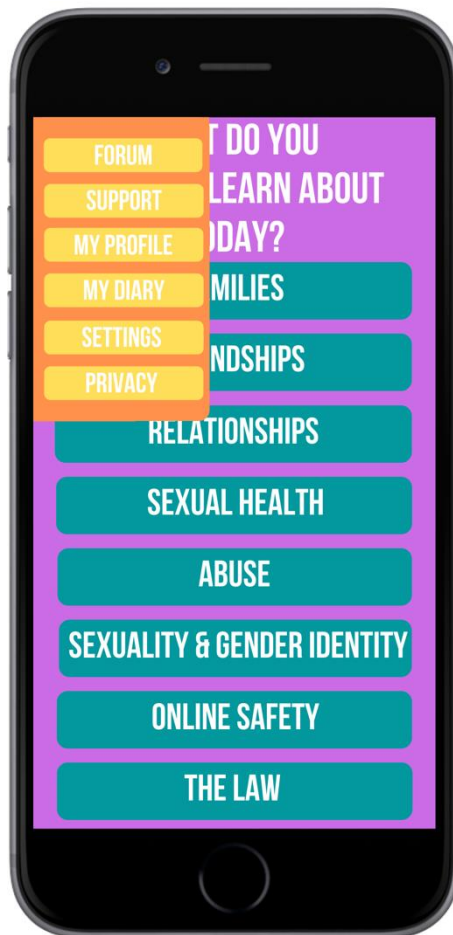 FORUM
SUPPORT
MY PROFILE
MY DIARY
SETTINGS
PRIVACY
T DO YOU
LEARN ABOUT
DAY?
MILIES
NDSHIPS
RELATIONSHIPS
SEXUAL HEALTH
ABUSE
SEXUALITY & GENDER IDENTITY
ONLINE SAFETY
THE LAW